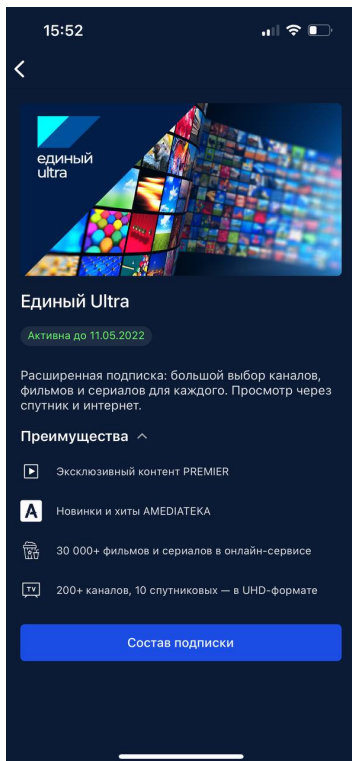 15:52
единый
ultra
Единый Ultra
Активна до 11.05.2022
Расширенная подписка: большой выбор каналов,
фильмов и сериалов для каждого. Просмотр через
спутник и интернет.
Преимущества
Эксклюзивный контент PREMIER
A
Новинки и хиты AMEDIATEKA
30 000+ фильмов и сериалов в онлайн-сервисе
TV
200+ каналов, 10 спутниковых — в UHD-формате
Состав подписки